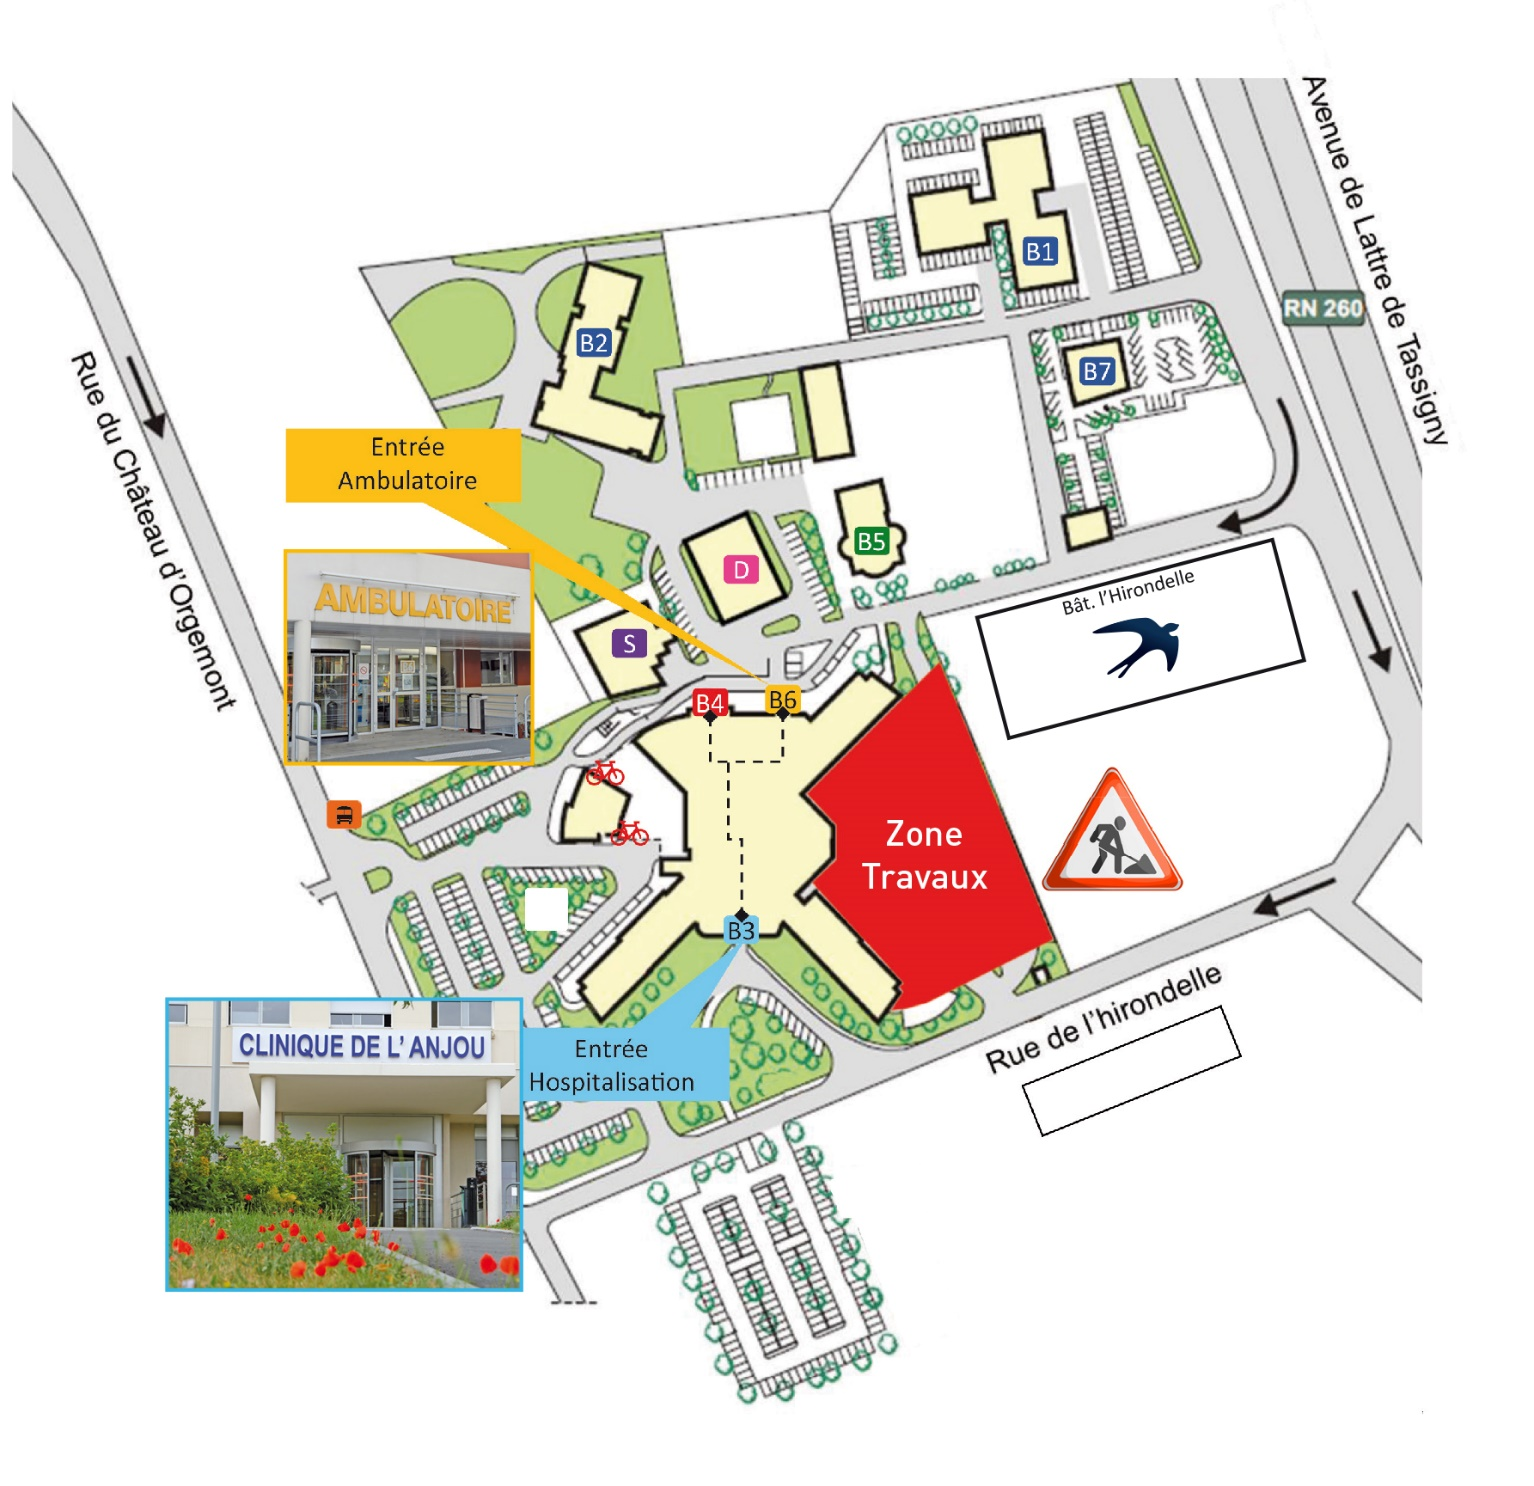 Avenue de Lattre de Tassigny
B1
RN 260
B2
B7
Rue du Château d'Orgemont
Entrée
Ambulatoire
B5
D
Bât. l'Hirondelle
AMBULATOIRE
S
B4
B6
Zone
Travaux
B3
Rue de l'hirondelle
CLINIQUE DE L'ANJOU
Entrée
Hospitalisation